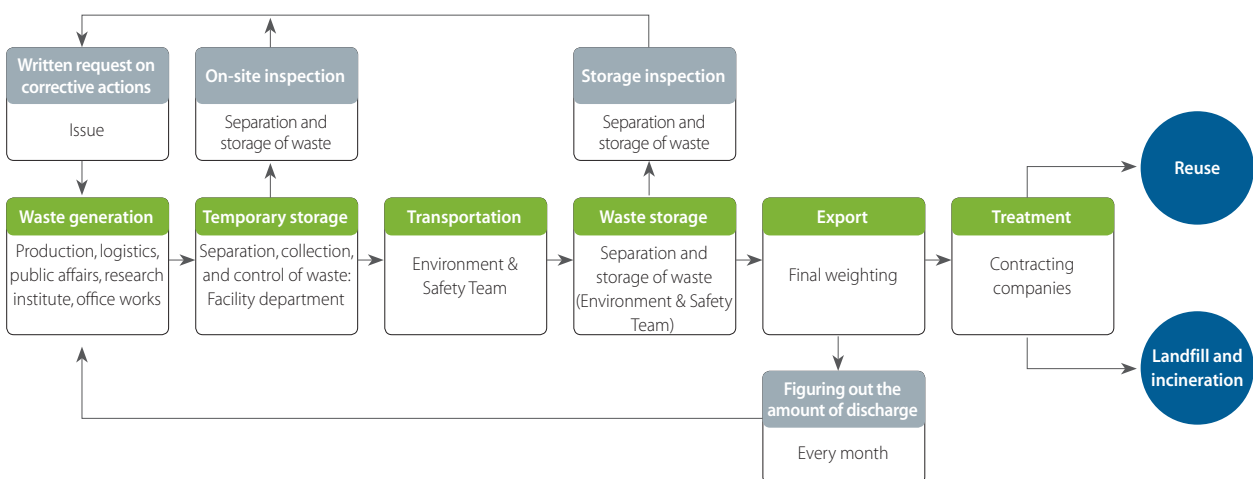 Written request on
corrective actions
Issue
On-site inspection
Separation and
storage of waste
Storage inspection
Separation and
storage of waste
Reuse
Waste generation
Production, logistics,
public affairs, research
institute, office works
Temporary storage
Separation, collection,
and control of waste:
Facility department
Transportation
Environment &
Safety Team
Waste storage
Separation and
storage of waste
(Environment & Safety
Team)
Export
Final weighting
Treatment
Contracting
companies
Landfill and
incineration
Figuring out the
amount of discharge
Every month